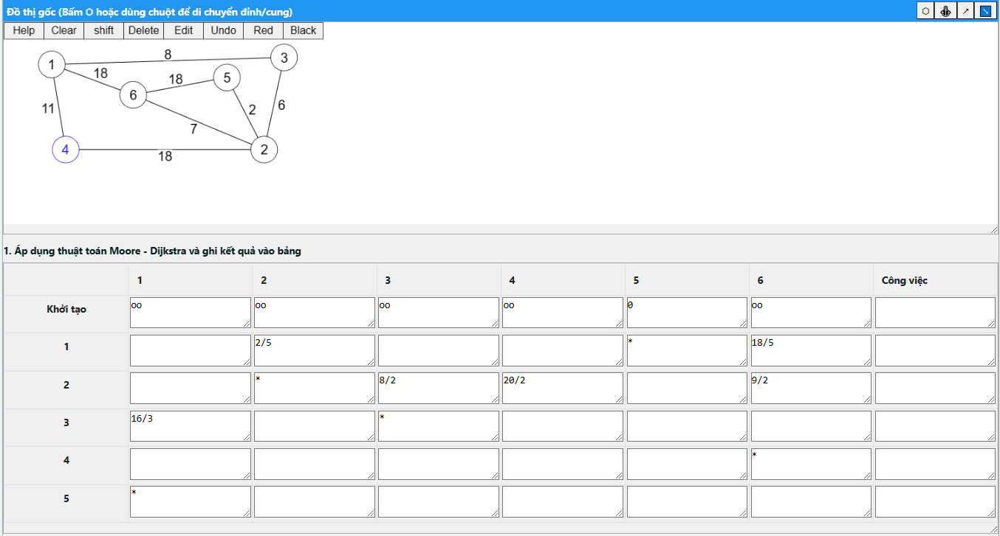 Đồ thị gốc (Bấm ⬡ hoặc dùng chuột để di chuyển đỉnh/cung)
Help Clear shift Delete Edit Undo Red Black
8
3
1
18
18
5
6
11
2
6
7
4
2
18
1. Áp dụng thuật toán Moore - Dijkstra và ghi kết quả vào bảng
1 2 3 4 5 6 Công việc
Khởi tạo oo oo oo oo 0 oo
1 2/5 * 18/5
2 * 8/2 20/2 9/2
3 16/3 *
4 *
5 *